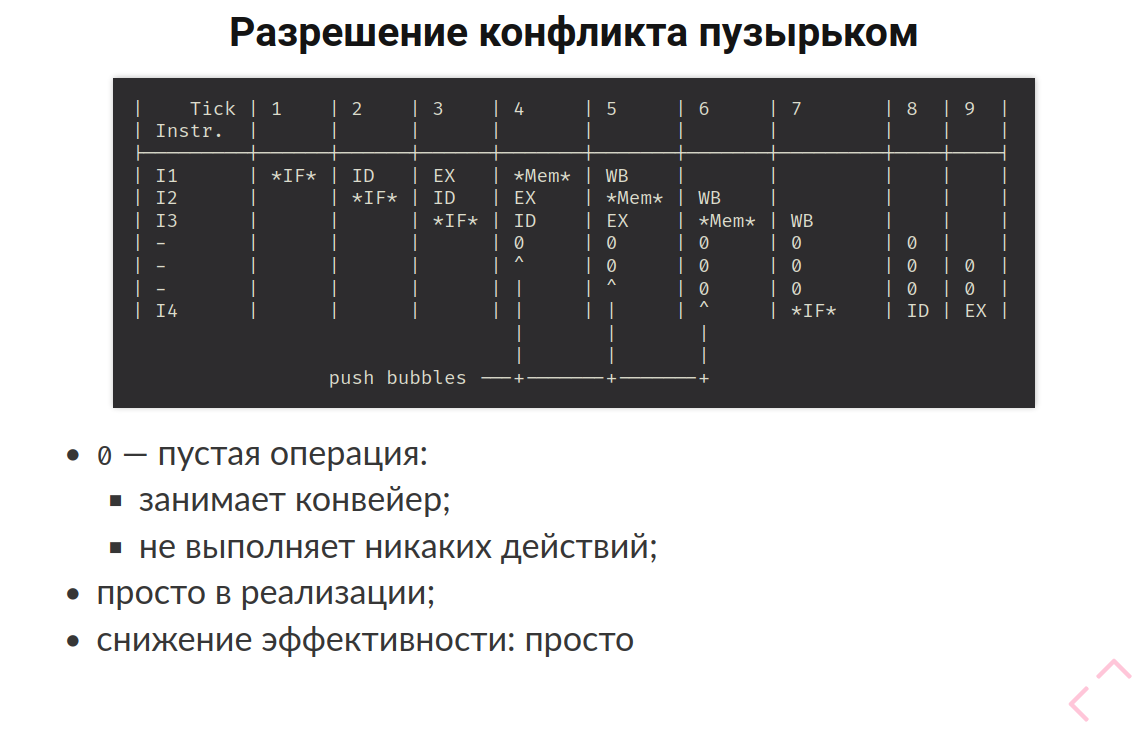 Разрешение конфликта пузырьком
|    Tick | 1    | 2    | 3    | 4     | 5     | 6     | 7       | 8  | 9  |
| Instr.  |      |      |      |       |       |       |         |    |    |
├─────────┼──────┼──────┼──────┼───────┼───────┼───────┼─────────┼────┼────┤
| I1      | *IF* | ID   | EX   | *Mem* | WB    |       |         |    |    |
| I2      |      | *IF* | ID   | EX    | *Mem* | WB    |         |    |    |
| I3      |      |      | *IF* | ID    | EX    | *Mem* | WB      |    |    |
| -       |      |      |      | 0     | 0     | 0     | 0       | 0  |    |
| -       |      |      |      | ^     | 0     | 0     | 0       | 0  | 0  |
| -       |      |      |      | |     | ^     | 0     | 0       | 0  | 0  |
| I4      |      |      |      | |     | |     | ^     | *IF*    | ID | EX |
                                 |       |       |
                                 |       |       |
                 push bubbles ───+───────+───────+
• 0 — пустая операция:
▪ занимает конвейер;
▪ не выполняет никаких действий;
• просто в реализации;
• снижение эффективности: просто